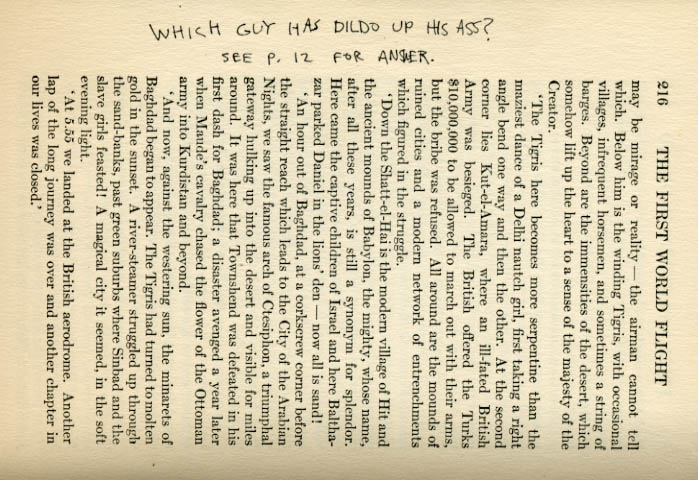 WHICH GUY HAS DILDO UP HIS ASS?
SEE P. 12 FOR ANSWER.
216 THE FIRST WORLD FLIGHT
may be mirage or reality — the airman cannot tell
which. Below him is the winding Tigris, with occasional
villages, infrequent horsemen, and sometimes a string of
barges. Beyond are the immensities of the desert, which
somehow lift up the heart to a sense of the majesty of the
Creator.
'The Tigris here becomes more serpentine than the
maziest dance of a Delhi nautch girl, first taking a right
angle bend one way and then the other. At the second
corner lies Kut-el-Amara, where an ill-fated British
Army was besieged. The British offered the Turks
$10,000,000 to be allowed to march out with their arms,
but the bribe was refused. All around are the mounds of
ruined cities and a modern network of entrenchments
which figured in the struggle.
'Down the Shatt-el-Hai is the modern village of Hit and
the ancient mounds of Babylon, the mighty, whose name,
after all these years, is still a synonym for splendor.
Here came the captive children of Israel and here Baltha-
zar parked Daniel in the lions' den — now all is sand!
'An hour out of Baghdad, at a corkscrew corner before
the straight reach which leads to the City of the Arabian
Nights, we saw the famous arch of Ctesiphon, a triumphal
gateway hulking up into the desert and visible for miles
around. It was here that Townshend was defeated in his
first dash for Baghdad; a disaster avenged a year later
when Maude's cavalry chased the flower of the Ottoman
army into Kurdistan and beyond.
'And now, against the westering sun, the minarets of
Baghdad began to appear. The Tigris had turned to molten
gold in the sunset. A river-steamer struggled up through
the sand-banks, past green suburbs where Sinbad and the
slave girls feasted! A magical city it seemed, in the soft
evening light.
'At 5.55 we landed at the British aerodrome. Another
lap of the long journey was over and another chapter in
our lives was closed.'